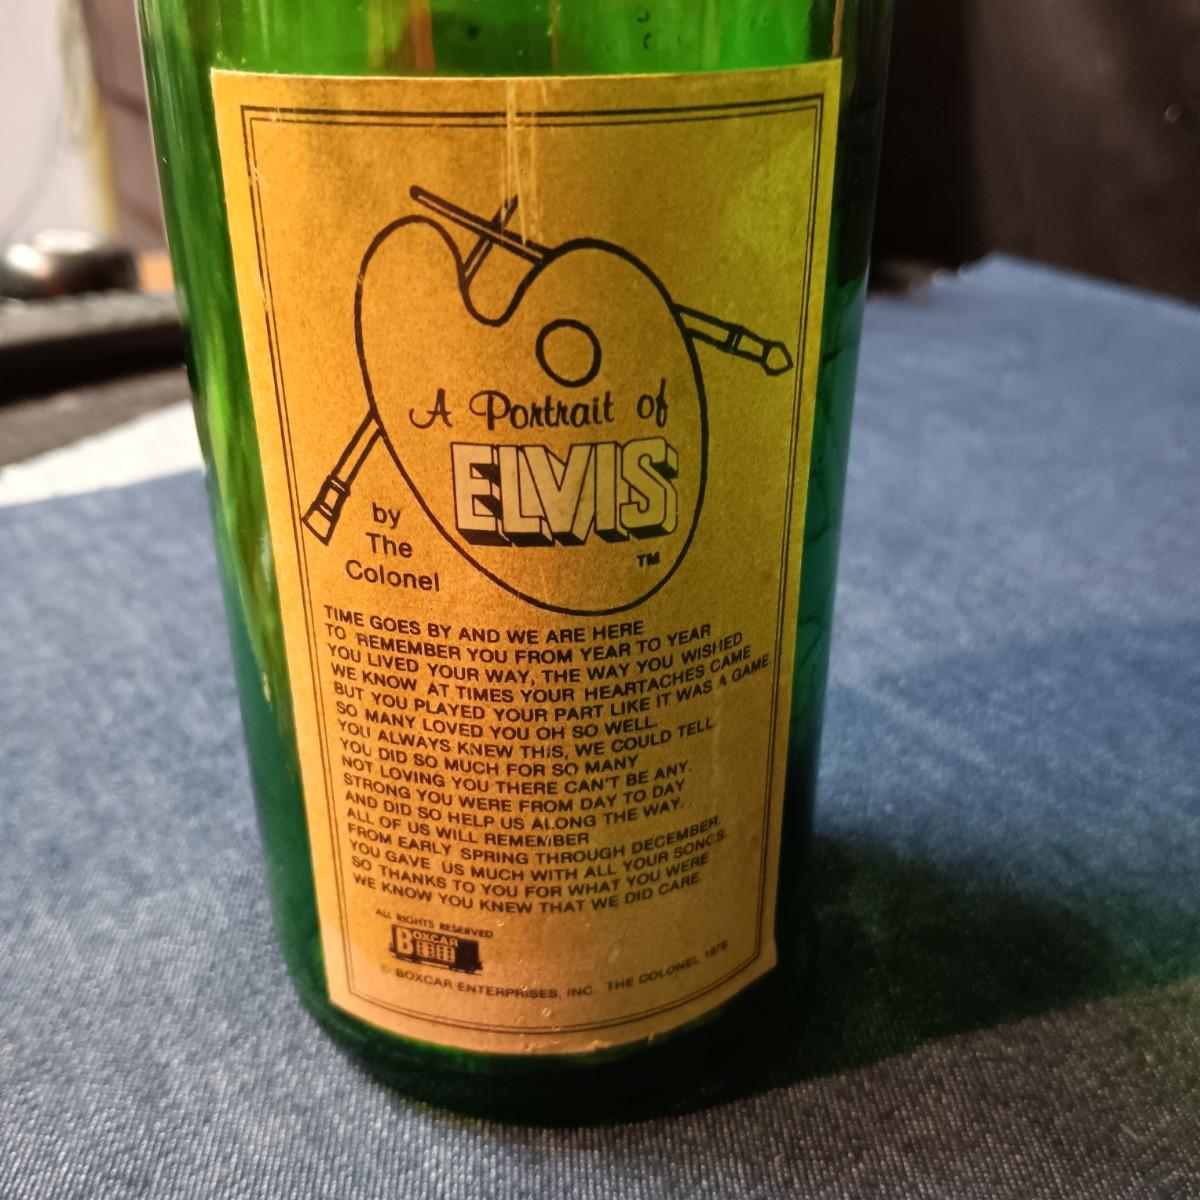 A Portrait of
ELVIS
TM
by
The
Colonel
TIME GOES BY AND WE ARE HERE
TO REMEMBER YOU FROM YEAR TO YEAR
YOU LIVED YOUR WAY, THE WAY YOU WISHED
WE KNOW AT TIMES YOUR HEARTACHES CAME
BUT YOU PLAYED YOUR PART LIKE IT WAS A GAME.
SO MANY LOVED YOU OH SO WELL.
YOU ALWAYS KNEW THIS, WE COULD TELL
YOU DID SO MUCH FOR SO MANY
NOT LOVING YOU THERE CAN'T BE ANY.
STRONG YOU WERE FROM DAY TO DAY
AND DID SO HELP US ALONG THE WAY.
ALL OF US WILL REMEMBER
FROM EARLY SPRING THROUGH DECEMBER.
YOU GAVE US MUCH WITH ALL YOUR SONGS.
SO THANKS TO YOU FOR WHAT YOU WERE
WE KNOW YOU KNEW THAT WE DID CARE.
ALL RIGHTS RESERVED
BOXCAR
© BOXCAR ENTERPRISES, INC. THE COLONEL 1978